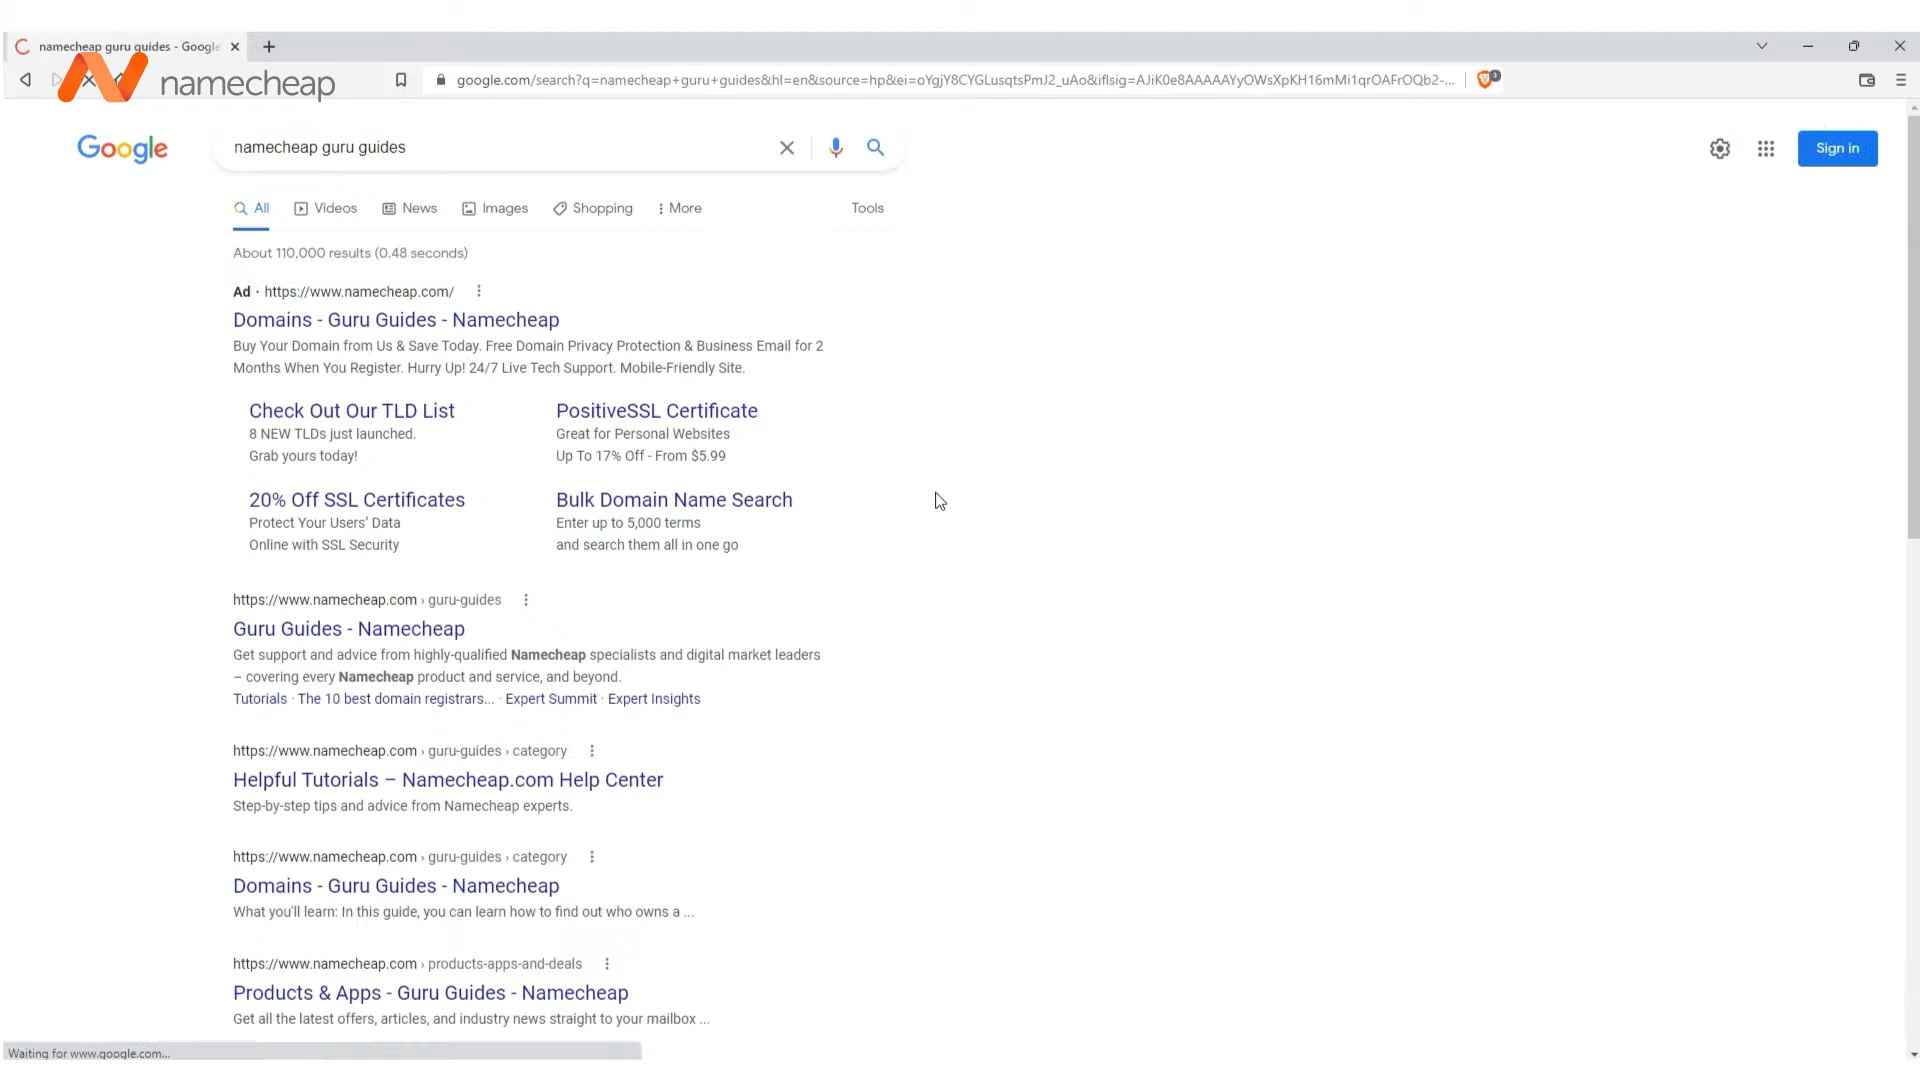 namecheap guru guides - Google
namecheap
google.com/search?q=namecheap+guru+guides&hl=en&source=hp&ei=oYgjY8CYGLusqtsPmJ2_uAo&iflsig=AJiK0e8AAAAAYyOWsXpKH16mMi1qrOAFrOQb2-...
3
Google
namecheap guru guides
Sign in
All Videos News Images Shopping More Tools
About 110,000 results (0.48 seconds)
Ad · https://www.namecheap.com/
Domains - Guru Guides - Namecheap
Buy Your Domain from Us & Save Today. Free Domain Privacy Protection & Business Email for 2
Months When You Register. Hurry Up! 24/7 Live Tech Support. Mobile-Friendly Site.
Check Out Our TLD List
8 NEW TLDs just launched.
Grab yours today!
PositiveSSL Certificate
Great for Personal Websites
Up To 17% Off - From $5.99
20% Off SSL Certificates
Protect Your Users' Data
Online with SSL Security
Bulk Domain Name Search
Enter up to 5,000 terms
and search them all in one go
https://www.namecheap.com › guru-guides
Guru Guides - Namecheap
Get support and advice from highly-qualified Namecheap specialists and digital market leaders
– covering every Namecheap product and service, and beyond.
Tutorials · The 10 best domain registrars... · Expert Summit · Expert Insights
https://www.namecheap.com › guru-guides › category
Helpful Tutorials – Namecheap.com Help Center
Step-by-step tips and advice from Namecheap experts.
https://www.namecheap.com › guru-guides › category
Domains - Guru Guides - Namecheap
What you'll learn: In this guide, you can learn how to find out who owns a ...
https://www.namecheap.com › products-apps-and-deals
Products & Apps - Guru Guides - Namecheap
Get all the latest offers, articles, and industry news straight to your mailbox ...
Waiting for www.google.com...